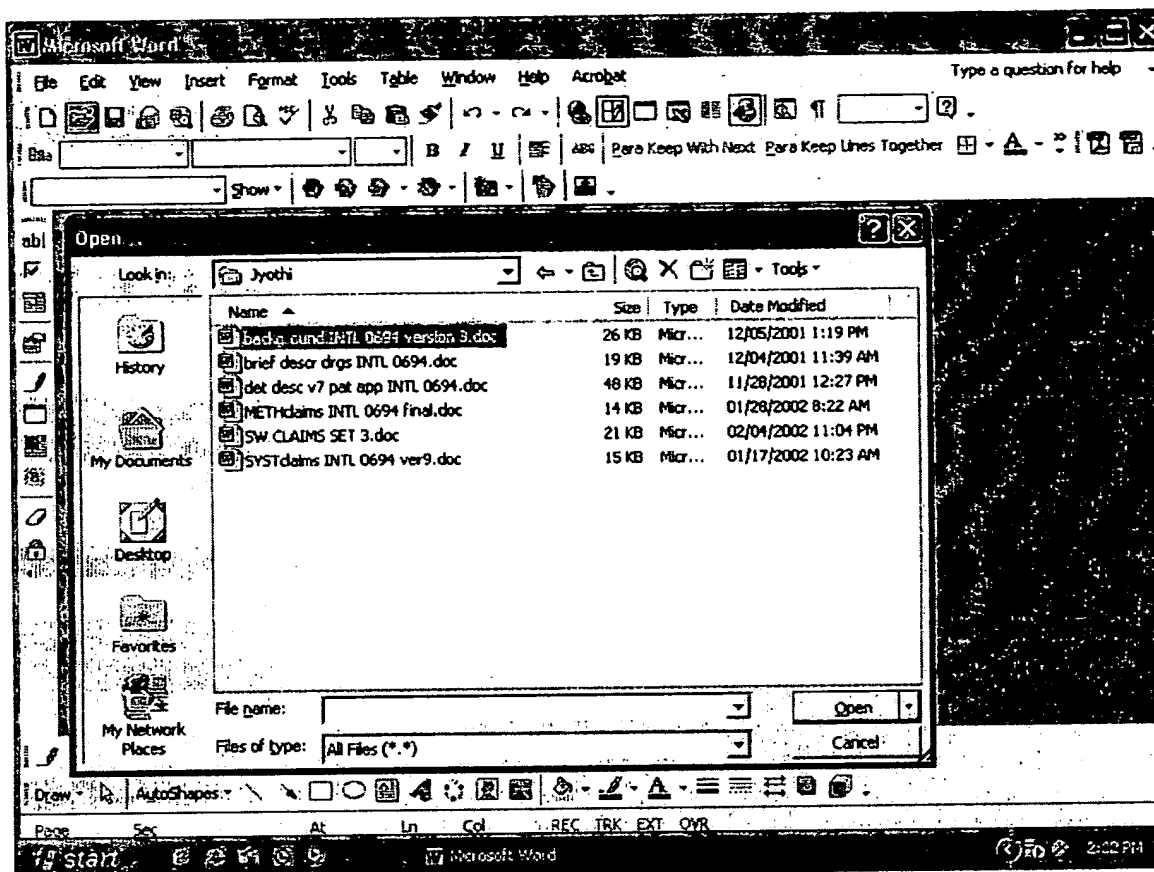 Microsoft Word
File Edit View Insert Format Tools Table Window Help Acrobat Type a question for help
B I U ABC Para Keep With Next Para Keep Lines Together A
Show
ab|
Open
Look in: Jyothi Tools
Name Size Type Date Modified
background INTL 0694 version 3.doc 26 KB Micr... 12/05/2001 1:19 PM
brief descr drgs INTL 0694.doc 19 KB Micr... 12/04/2001 11:39 AM
det desc v7 pat app INTL 0694.doc 48 KB Micr... 11/28/2001 12:27 PM
METHclaims INTL 0694 final.doc 14 KB Micr... 01/28/2002 8:22 AM
SW CLAIMS SET 3.doc 21 KB Micr... 02/04/2002 11:04 PM
SYSTclaims INTL 0694 ver9.doc 15 KB Micr... 01/17/2002 10:23 AM
History
My Documents
Desktop
Favorites
My Network Places
File name: Open
Files of type: All Files (*.*) Cancel
Draw AutoShapes A
Page Sec At Ln Col REC TRK EXT OVR
start Microsoft Word PM